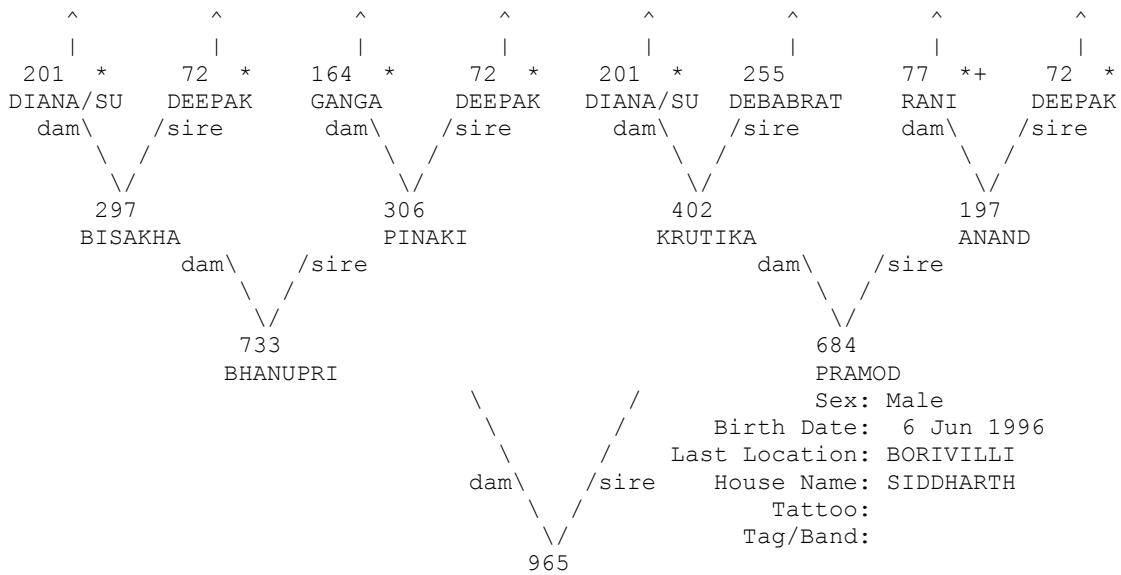 ^ ^ ^ ^ ^ ^ ^ ^
| | | | | | | |
201 * 72 * 164 * 72 * 201 * 255 77 *+ 72 *
DIANA/SU DEEPAK GANGA DEEPAK DIANA/SU DEBABRAT RANI DEEPAK
dam\ /sire dam\ /sire dam\ /sire dam\ /sire
\ / \ / \ / \ /
\/ \/ \/ \/
297 306 402 197
BISAKHA PINAKI KRUTIKA ANAND
dam\ /sire dam\ /sire
\ / \ /
\/ \/
733 684
BHANUPRI PRAMOD
\ / Sex: Male
\ / Birth Date: 6 Jun 1996
\ / Last Location: BORIVILLI
dam\ /sire House Name: SIDDHARTH
\ / Tattoo:
\/ Tag/Band:
965